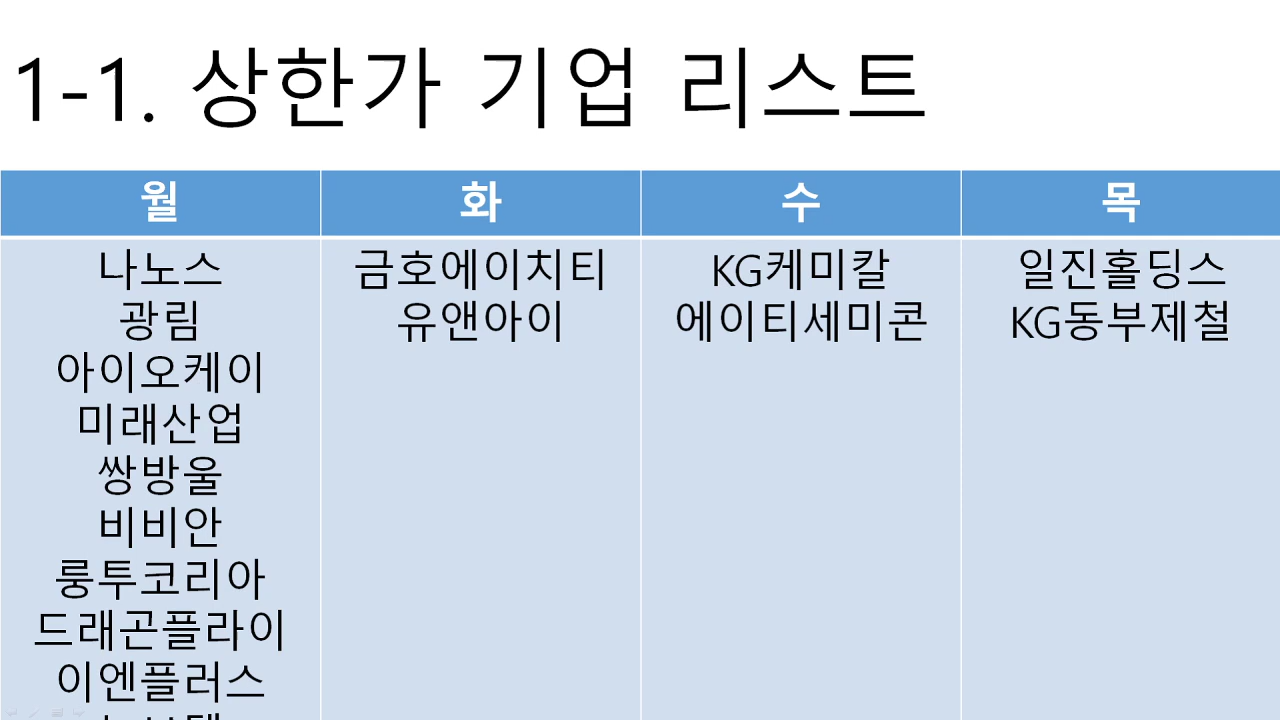 1-1. 상한가 기업 리스트
월 화 수 목
나노스 금호에이치티 KG케미칼 일진홀딩스
광림 유앤아이 에이티세미콘 KG동부제철
아이오케이
미래산업
쌍방울
비비안
룽투코리아
드래곤플라이
이엔플러스